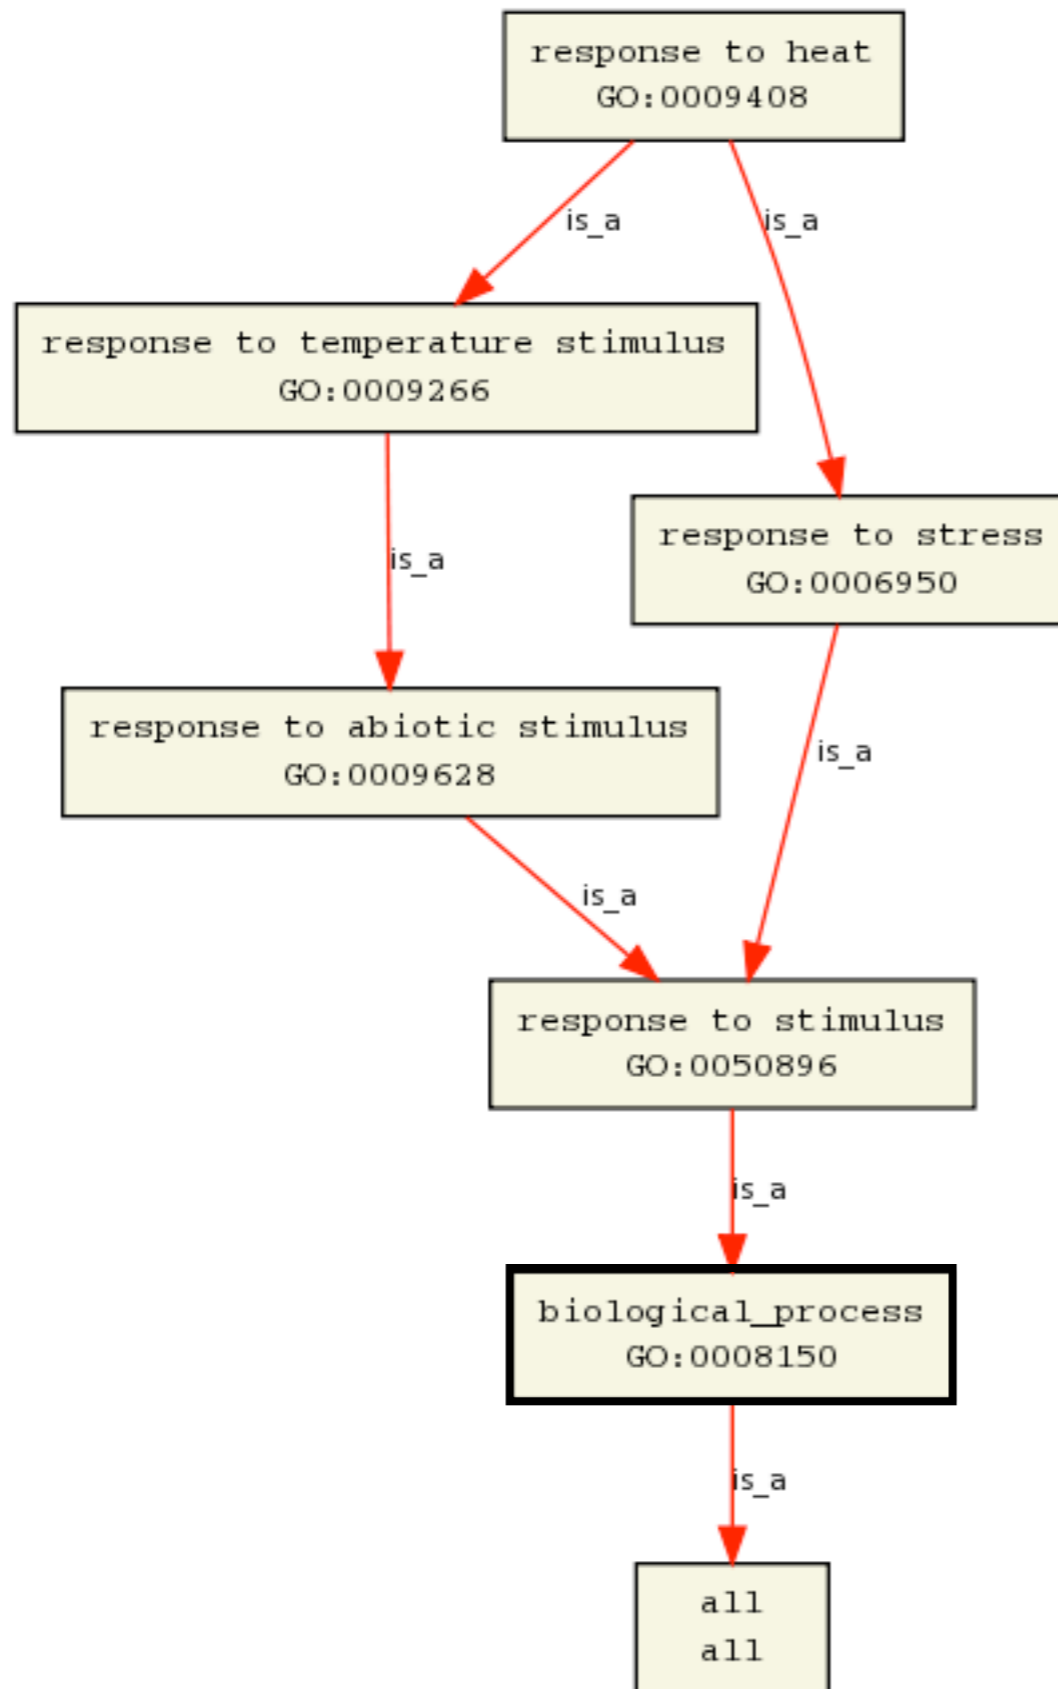 response to heat
GO:0009408
is_a
is_a
response to temperature stimulus
GO:0009266
response to stress
GO:0006950
is_a
response to abiotic stimulus
GO:0009628
is_a
is_a
response to stimulus
GO:0050896
is_a
biological_process
GO:0008150
is_a
all
all